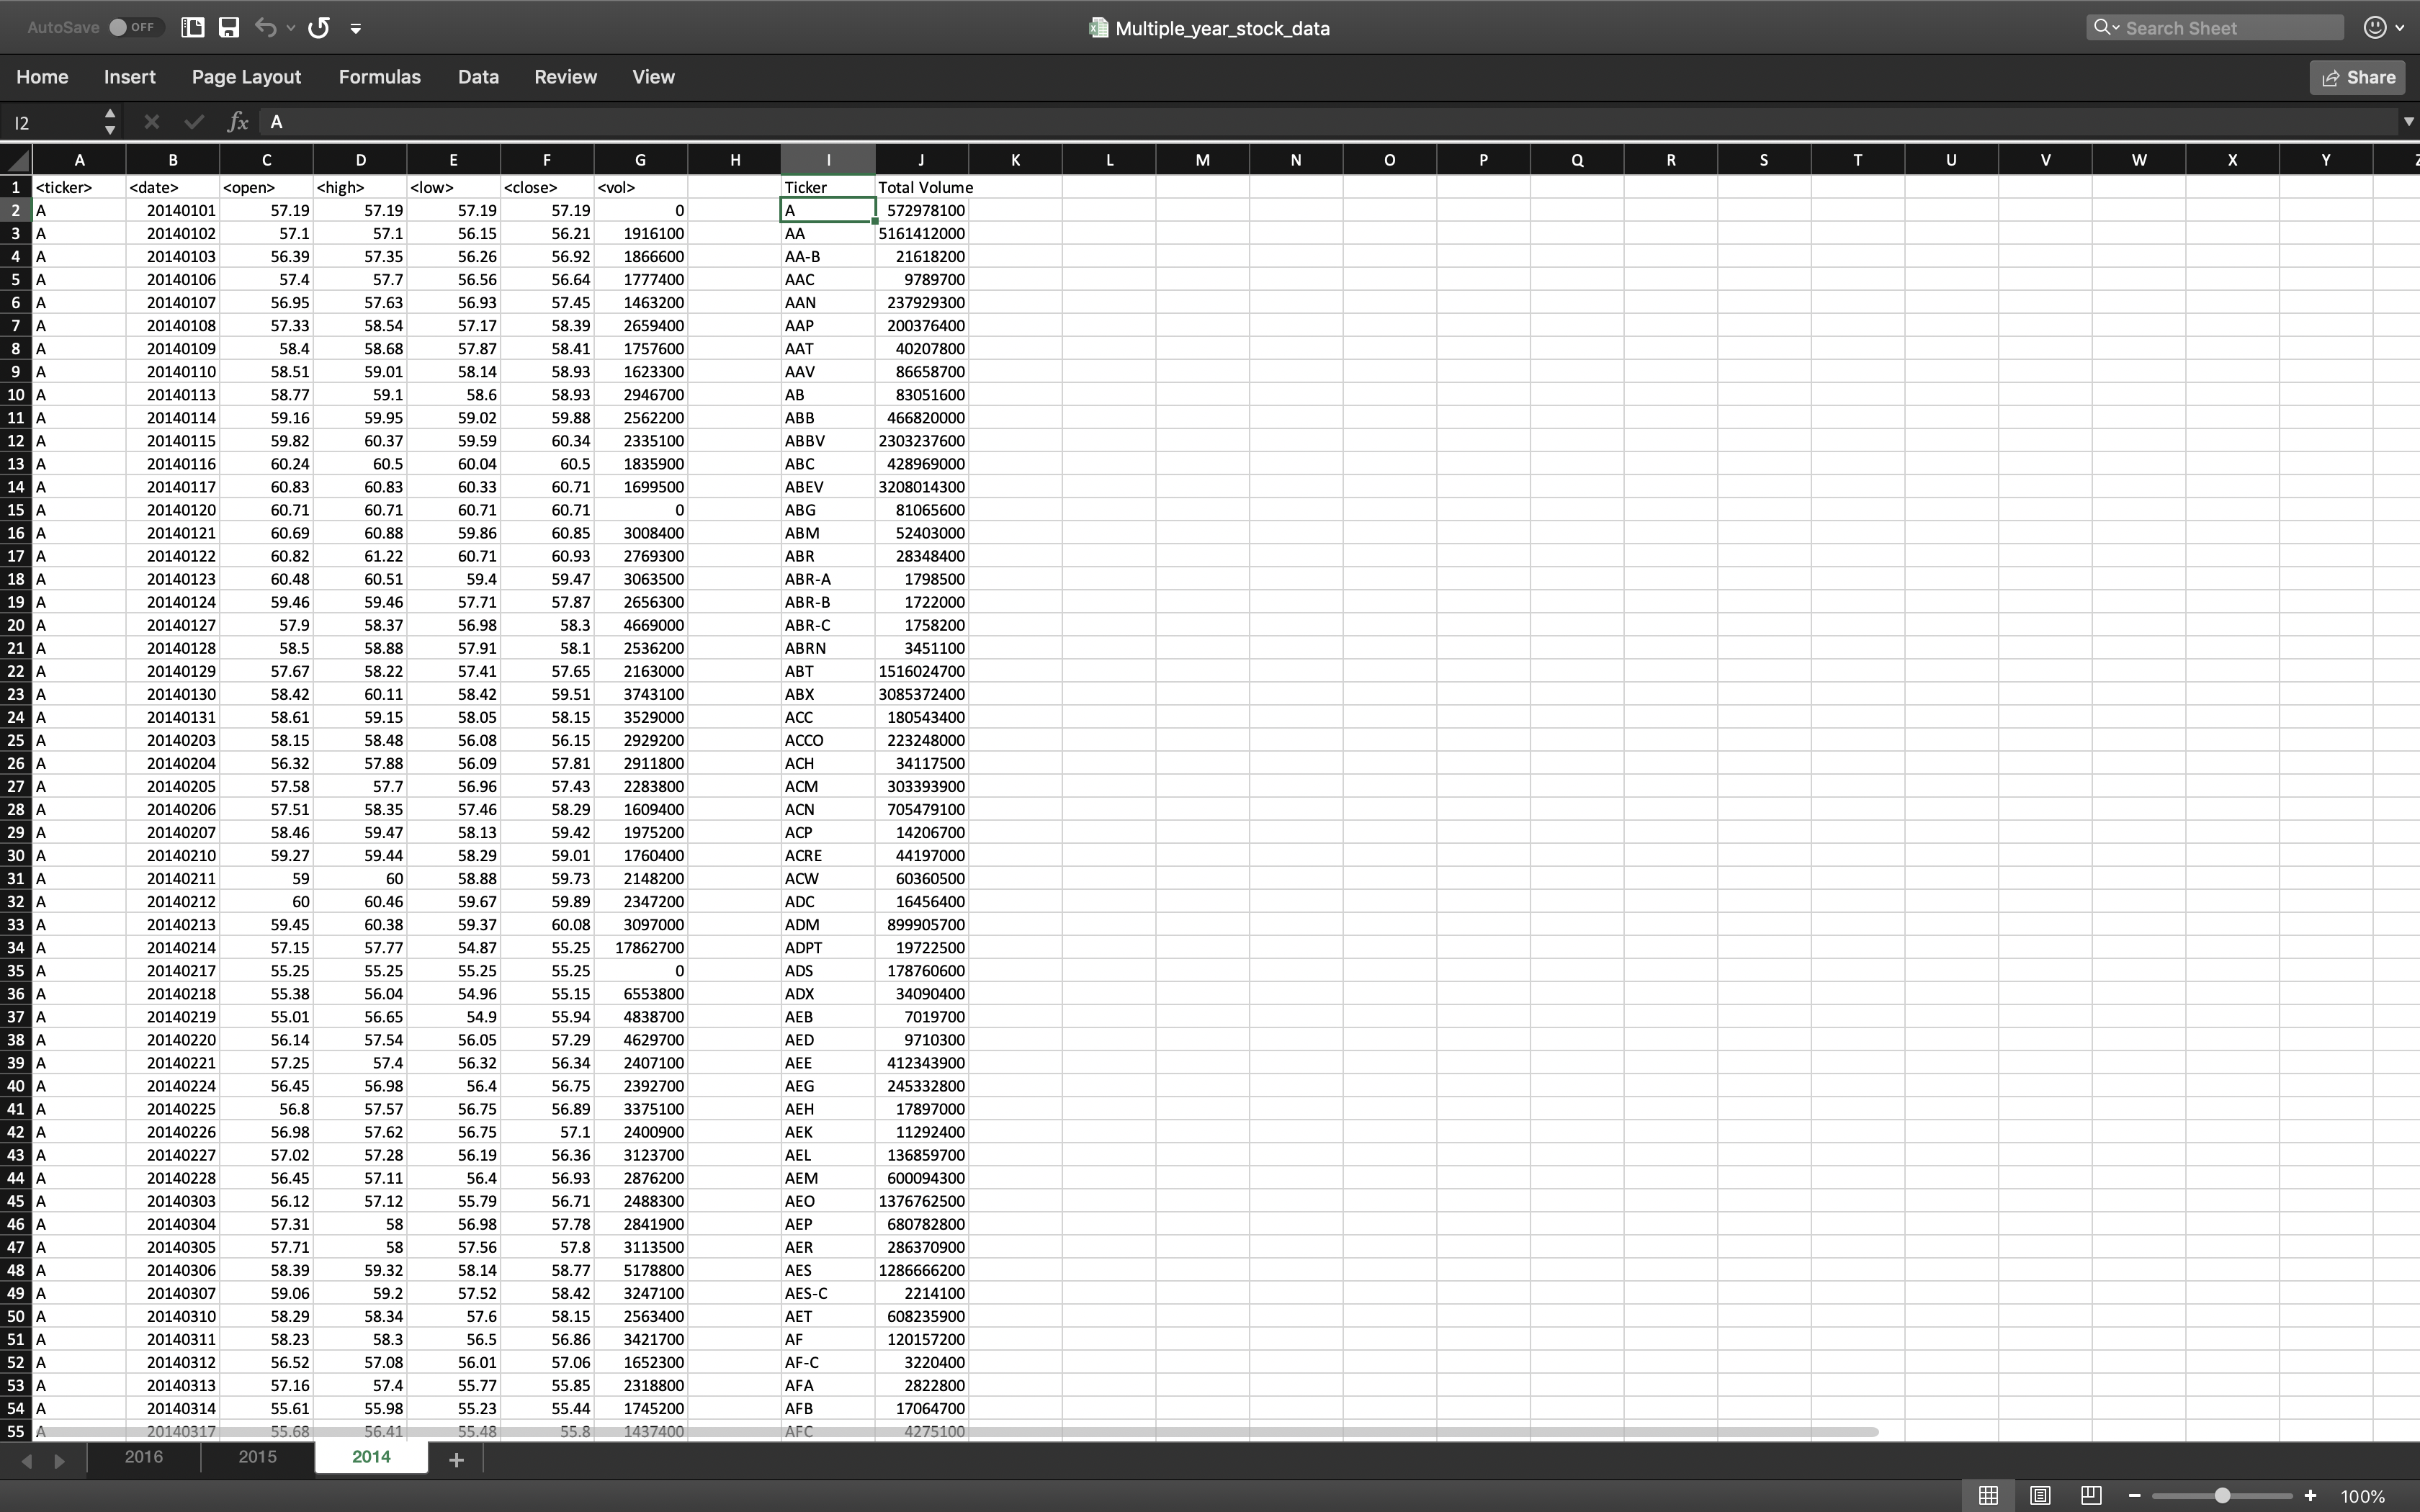 AutoSave OFF Multiple_year_stock_data Search Sheet
Home Insert Page Layout Formulas Data Review View Share
I2 fx A
A B C D E F G H I J K L M N O P Q R S T U V W X Y Z
1 <ticker> <date> <open> <high> <low> <close> <vol> Ticker Total Volume
2 A 20140101 57.19 57.19 57.19 57.19 0 A 572978100
3 A 20140102 57.1 57.1 56.15 56.21 1916100 AA 5161412000
4 A 20140103 56.39 57.35 56.26 56.92 1866600 AA-B 21618200
5 A 20140106 57.4 57.7 56.56 56.64 1777400 AAC 9789700
6 A 20140107 56.95 57.63 56.93 57.45 1463200 AAN 237929300
7 A 20140108 57.33 58.54 57.17 58.39 2659400 AAP 200376400
8 A 20140109 58.4 58.68 57.87 58.41 1757600 AAT 40207800
9 A 20140110 58.51 59.01 58.14 58.93 1623300 AAV 86658700
10 A 20140113 58.77 59.1 58.6 58.93 2946700 AB 83051600
11 A 20140114 59.16 59.95 59.02 59.88 2562200 ABB 466820000
12 A 20140115 59.82 60.37 59.59 60.34 2335100 ABBV 2303237600
13 A 20140116 60.24 60.5 60.04 60.5 1835900 ABC 428969000
14 A 20140117 60.83 60.83 60.33 60.71 1699500 ABEV 3208014300
15 A 20140120 60.71 60.71 60.71 60.71 0 ABG 81065600
16 A 20140121 60.69 60.88 59.86 60.85 3008400 ABM 52403000
17 A 20140122 60.82 61.22 60.71 60.93 2769300 ABR 28348400
18 A 20140123 60.48 60.51 59.4 59.47 3063500 ABR-A 1798500
19 A 20140124 59.46 59.46 57.71 57.87 2656300 ABR-B 1722000
20 A 20140127 57.9 58.37 56.98 58.3 4669000 ABR-C 1758200
21 A 20140128 58.5 58.88 57.91 58.1 2536200 ABRN 3451100
22 A 20140129 57.67 58.22 57.41 57.65 2163000 ABT 1516024700
23 A 20140130 58.42 60.11 58.42 59.51 3743100 ABX 3085372400
24 A 20140131 58.61 59.15 58.05 58.15 3529000 ACC 180543400
25 A 20140203 58.15 58.48 56.08 56.15 2929200 ACCO 223248000
26 A 20140204 56.32 57.88 56.09 57.81 2911800 ACH 34117500
27 A 20140205 57.58 57.7 56.96 57.43 2283800 ACM 303393900
28 A 20140206 57.51 58.35 57.46 58.29 1609400 ACN 705479100
29 A 20140207 58.46 59.47 58.13 59.42 1975200 ACP 14206700
30 A 20140210 59.27 59.44 58.29 59.01 1760400 ACRE 44197000
31 A 20140211 59 60 58.88 59.73 2148200 ACW 60360500
32 A 20140212 60 60.46 59.67 59.89 2347200 ADC 16456400
33 A 20140213 59.45 60.38 59.37 60.08 3097000 ADM 899905700
34 A 20140214 57.15 57.77 54.87 55.25 17862700 ADPT 19722500
35 A 20140217 55.25 55.25 55.25 55.25 0 ADS 178760600
36 A 20140218 55.38 56.04 54.96 55.15 6553800 ADX 34090400
37 A 20140219 55.01 56.65 54.9 55.94 4838700 AEB 7019700
38 A 20140220 56.14 57.54 56.05 57.29 4629700 AED 9710300
39 A 20140221 57.25 57.4 56.32 56.34 2407100 AEE 412343900
40 A 20140224 56.45 56.98 56.4 56.75 2392700 AEG 245332800
41 A 20140225 56.8 57.57 56.75 56.89 3375100 AEH 17897000
42 A 20140226 56.98 57.62 56.75 57.1 2400900 AEK 11292400
43 A 20140227 57.02 57.28 56.19 56.36 3123700 AEL 136859700
44 A 20140228 56.45 57.11 56.4 56.93 2876200 AEM 600094300
45 A 20140303 56.12 57.12 55.79 56.71 2488300 AEO 1376762500
46 A 20140304 57.31 58 56.98 57.78 2841900 AEP 680782800
47 A 20140305 57.71 58 57.56 57.8 3113500 AER 286370900
48 A 20140306 58.39 59.32 58.14 58.77 5178800 AES 1286666200
49 A 20140307 59.06 59.2 57.52 58.42 3247100 AES-C 2214100
50 A 20140310 58.29 58.34 57.6 58.15 2563400 AET 608235900
51 A 20140311 58.23 58.3 56.5 56.86 3421700 AF 120157200
52 A 20140312 56.52 57.08 56.01 57.06 1652300 AF-C 3220400
53 A 20140313 57.16 57.4 55.77 55.85 2318800 AFA 2822800
54 A 20140314 55.61 55.98 55.23 55.44 1745200 AFB 17064700
55 A 20140317 55.68 56.41 55.48 55.8 1437400 AFC 4275100
2016 2015 2014 +
100%